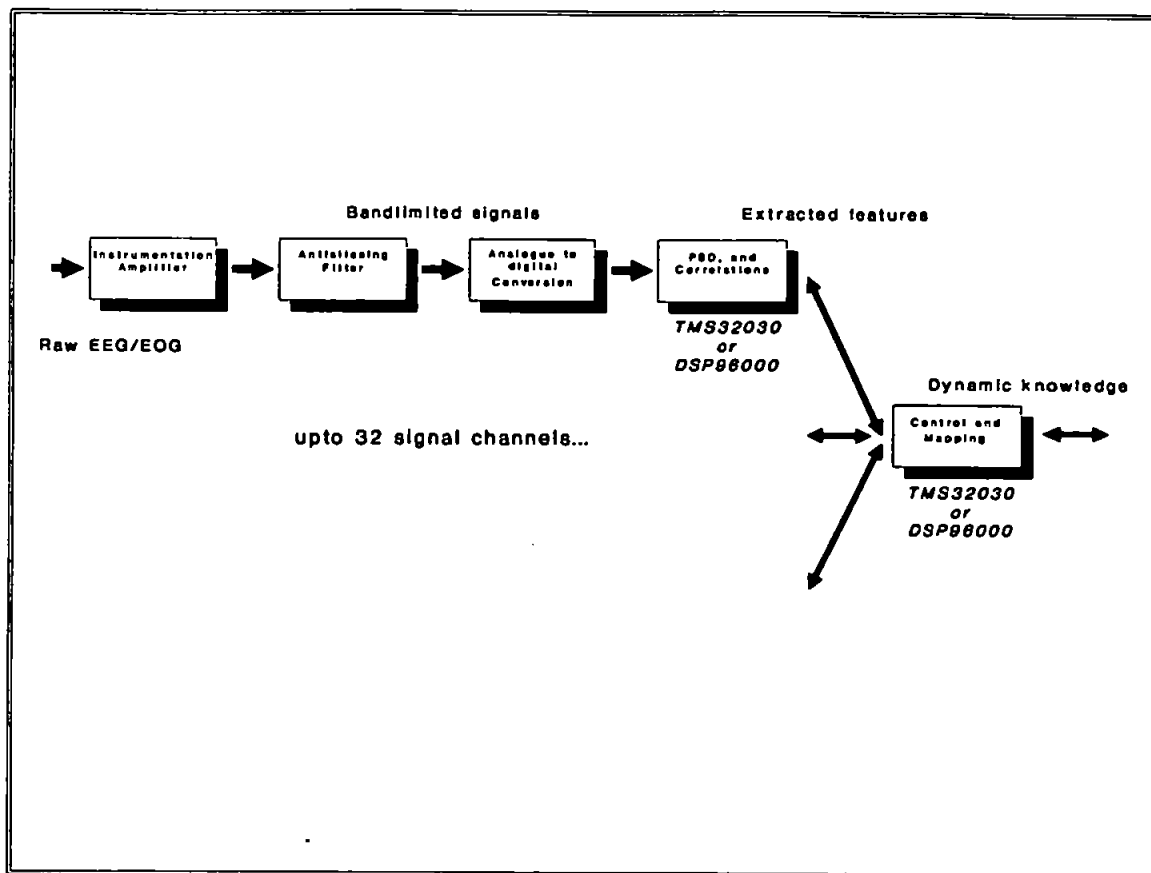 Bandlimited signals
Extracted features
Instrumentation
Amplifier
Antialiasing
Filter
Analogue to
digital
Conversion
PSD, and
Correlations
Raw EEG/EOG
TMS32030
or
DSP96000
Dynamic knowledge
upto 32 signal channels...
Control and
Mapping
TMS32030
or
DSP96000